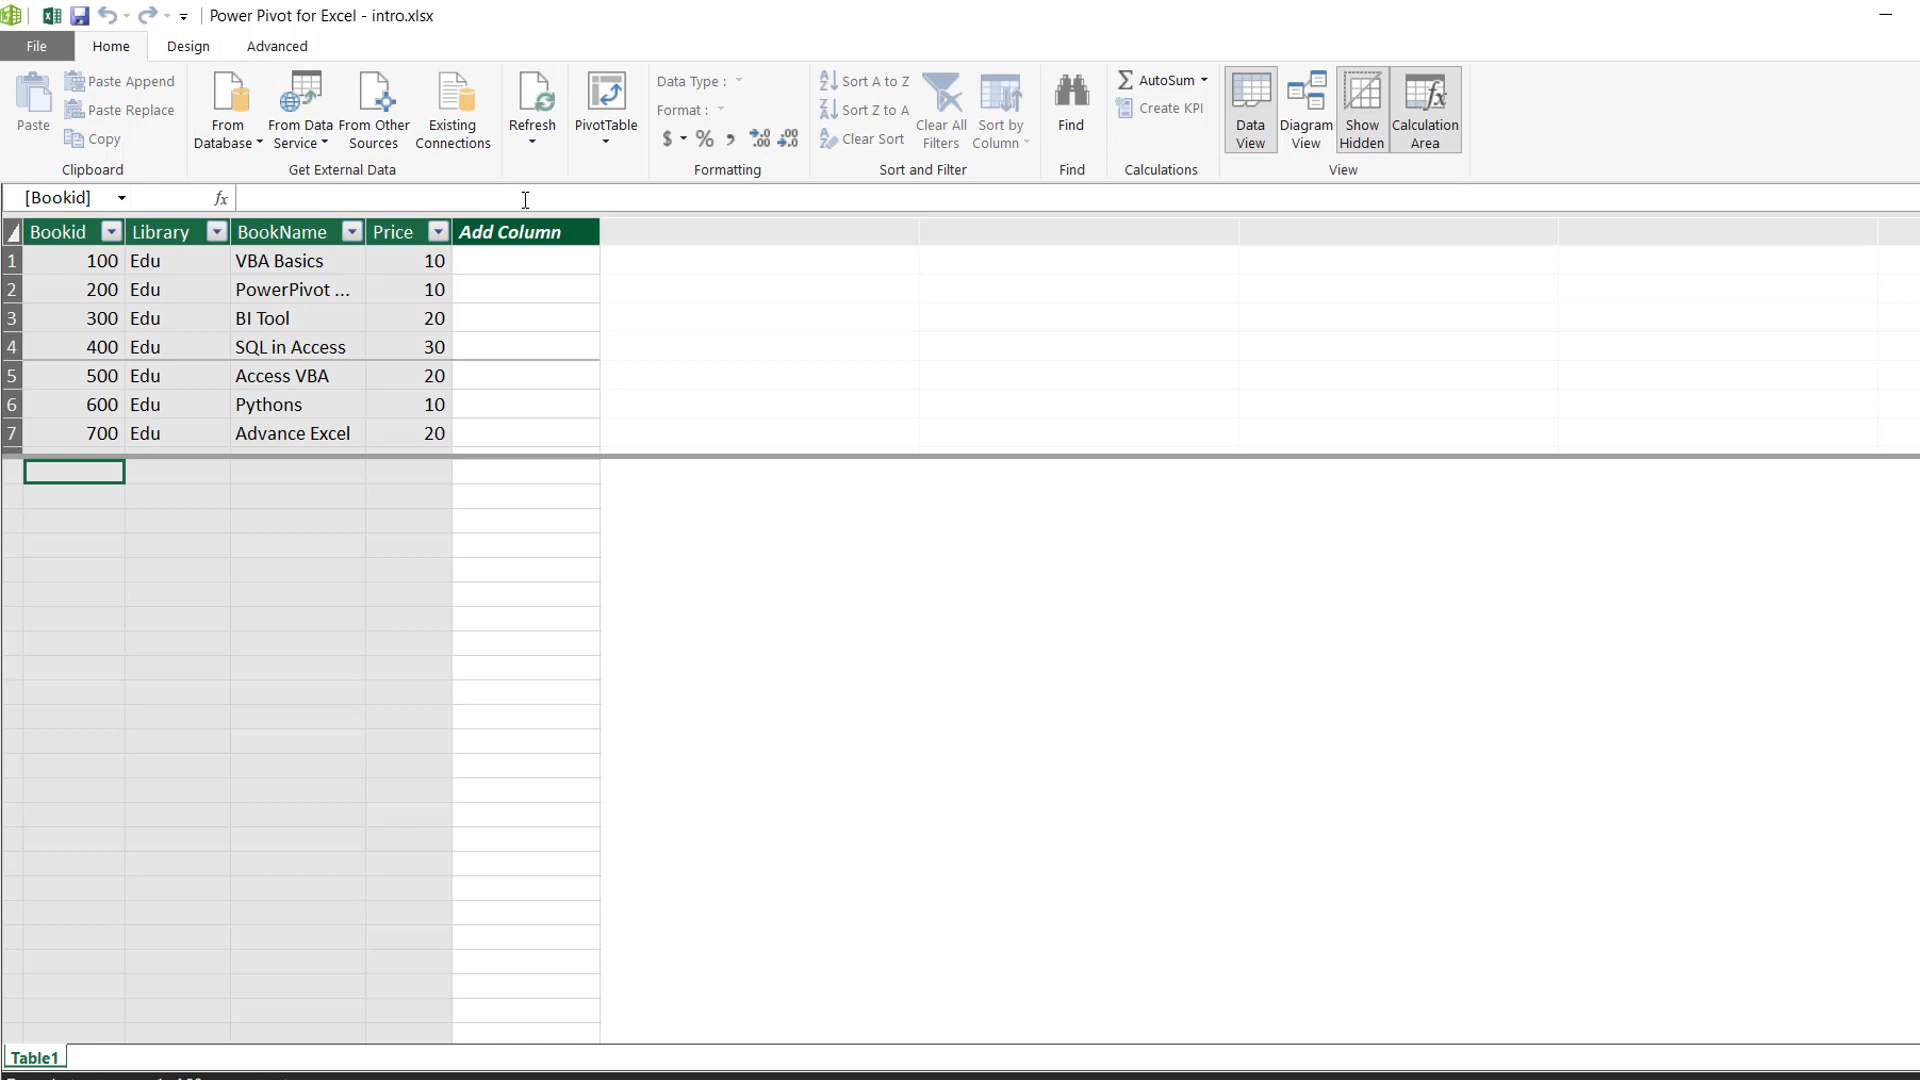 Power Pivot for Excel - intro.xlsx
File Home Design Advanced
Paste
Paste Append
Paste Replace
Copy
Clipboard
From Database
From Data Service
From Other Sources
Existing Connections
Get External Data
Refresh
PivotTable
Data Type :
Format :
$ % , .00 .00
Formatting
Sort A to Z
Sort Z to A
Clear Sort
Clear All Filters
Sort by Column
Sort and Filter
Find
Find
AutoSum
Create KPI
Calculations
Data View
Diagram View
Show Hidden
Calculation Area
View
[Bookid] fx
Bookid Library BookName Price Add Column
1 100 Edu VBA Basics 10
2 200 Edu PowerPivot ... 10
3 300 Edu BI Tool 20
4 400 Edu SQL in Access 30
5 500 Edu Access VBA 20
6 600 Edu Pythons 10
7 700 Edu Advance Excel 20
Table1